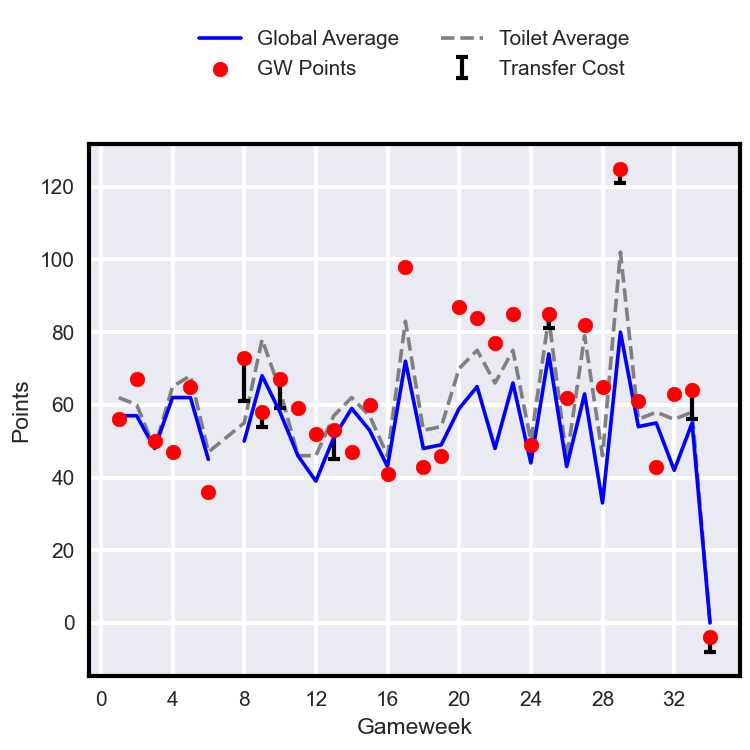 Global Average
Toilet Average
GW Points
Transfer Cost
120
100
80
60
40
20
0
Points
0 4 8 12 16 20 24 28 32
Gameweek